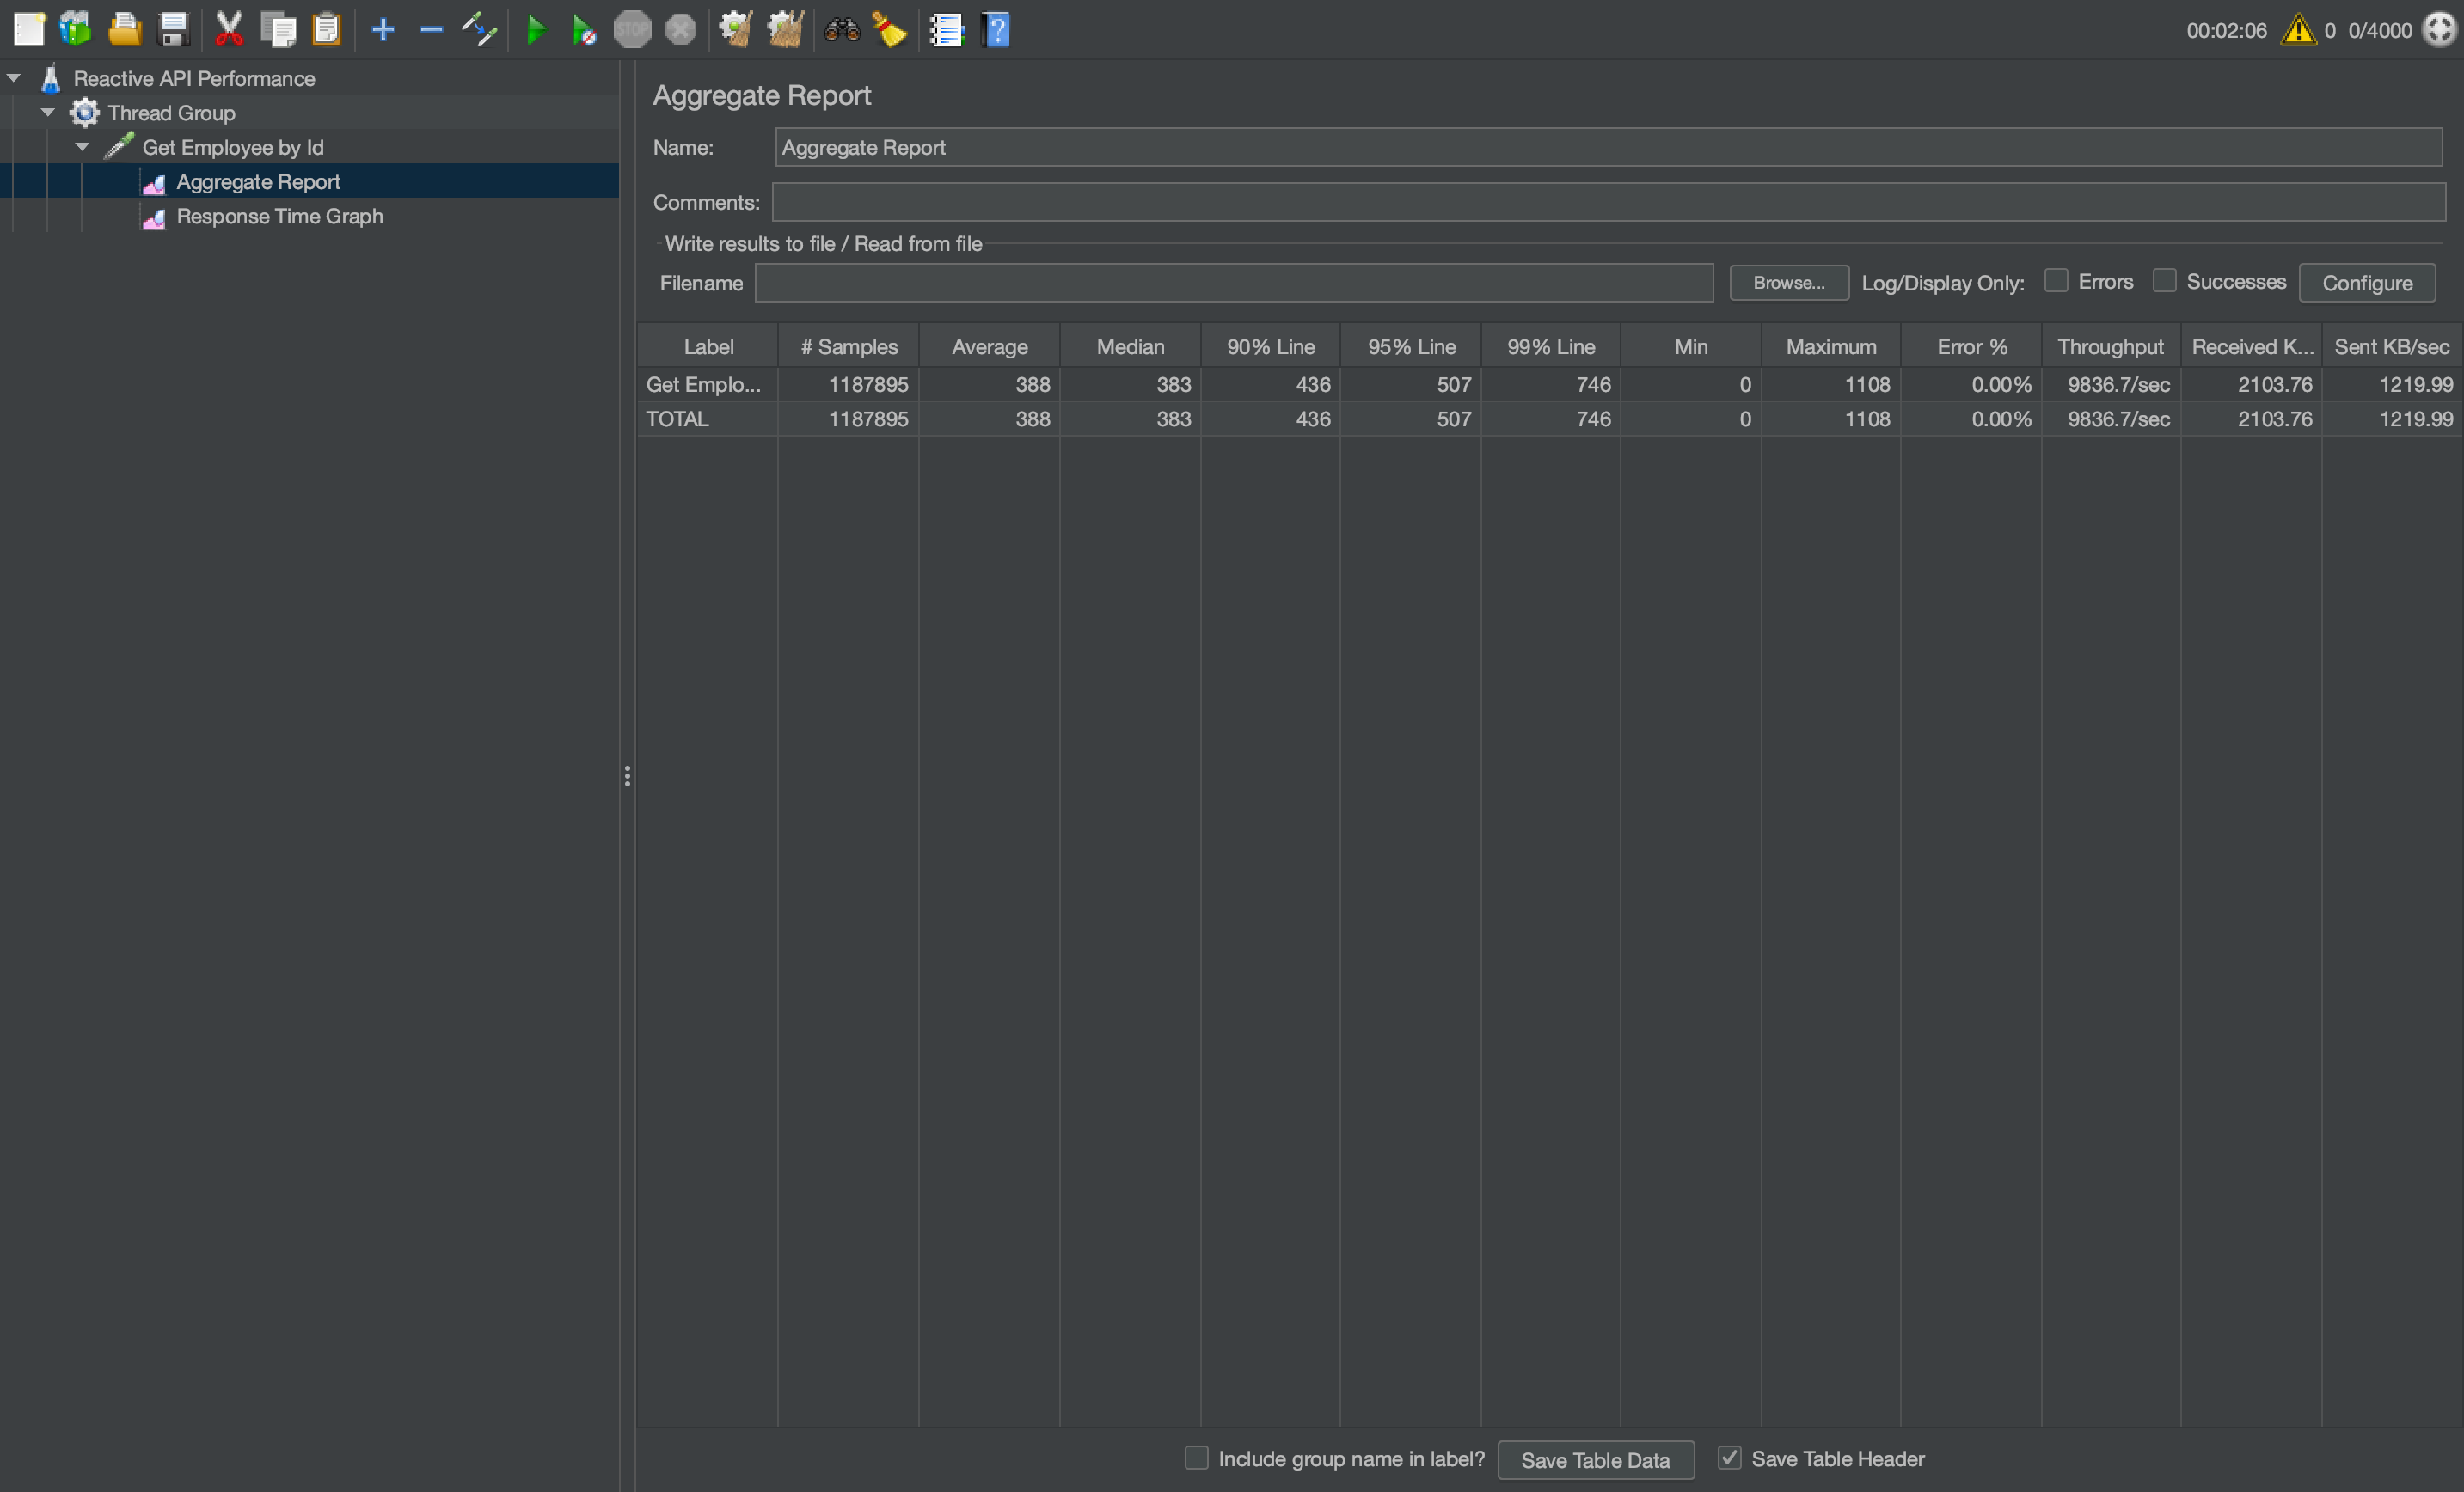 00:02:06 0 0/4000
Reactive API Performance
Thread Group
Get Employee by Id
Aggregate Report
Response Time Graph
Aggregate Report
Name: Aggregate Report
Comments:
Write results to file / Read from file
Filename Browse... Log/Display Only: Errors Successes Configure
Label # Samples Average Median 90% Line 95% Line 99% Line Min Maximum Error % Throughput Received K... Sent KB/sec
Get Emplo... 1187895 388 383 436 507 746 0 1108 0.00% 9836.7/sec 2103.76 1219.99
TOTAL 1187895 388 383 436 507 746 0 1108 0.00% 9836.7/sec 2103.76 1219.99
Include group name in label? Save Table Data Save Table Header